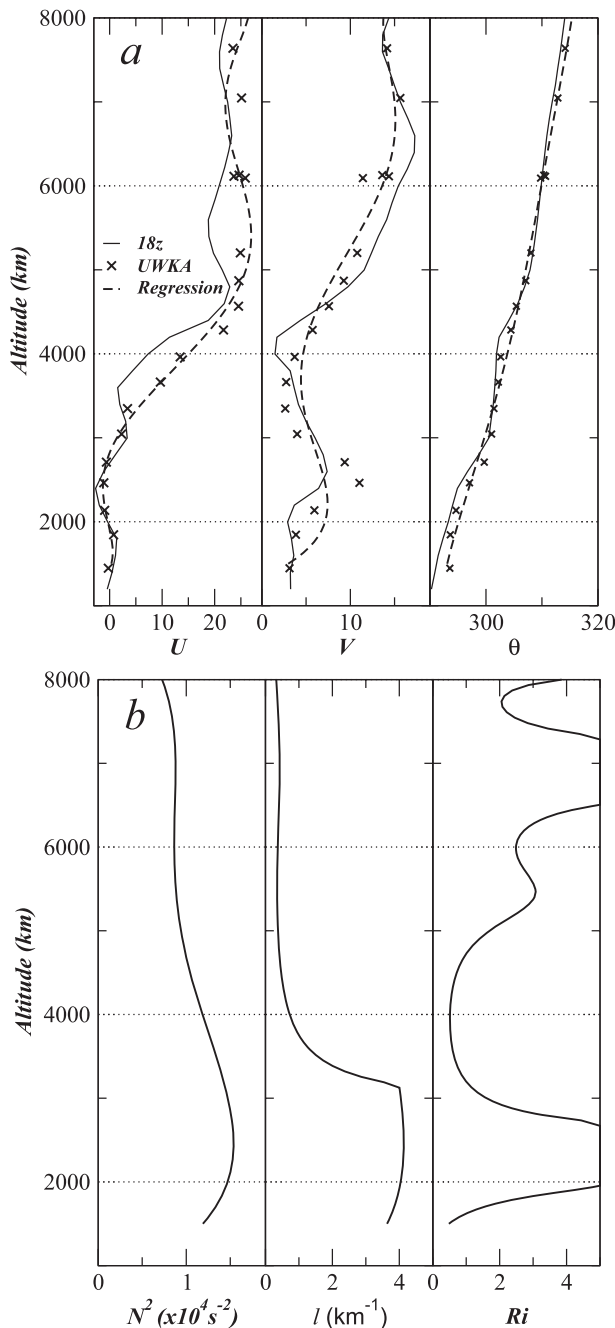 8000
a
6000
18z
UWKA
Regression
Altitude (km)
4000
2000
0 10 20 0 10 300 320
U V θ
8000
b
6000
Altitude (km)
4000
2000
0 1 0 2 4 0 2 4
N² (x10⁴s⁻²) l (km⁻¹) Ri